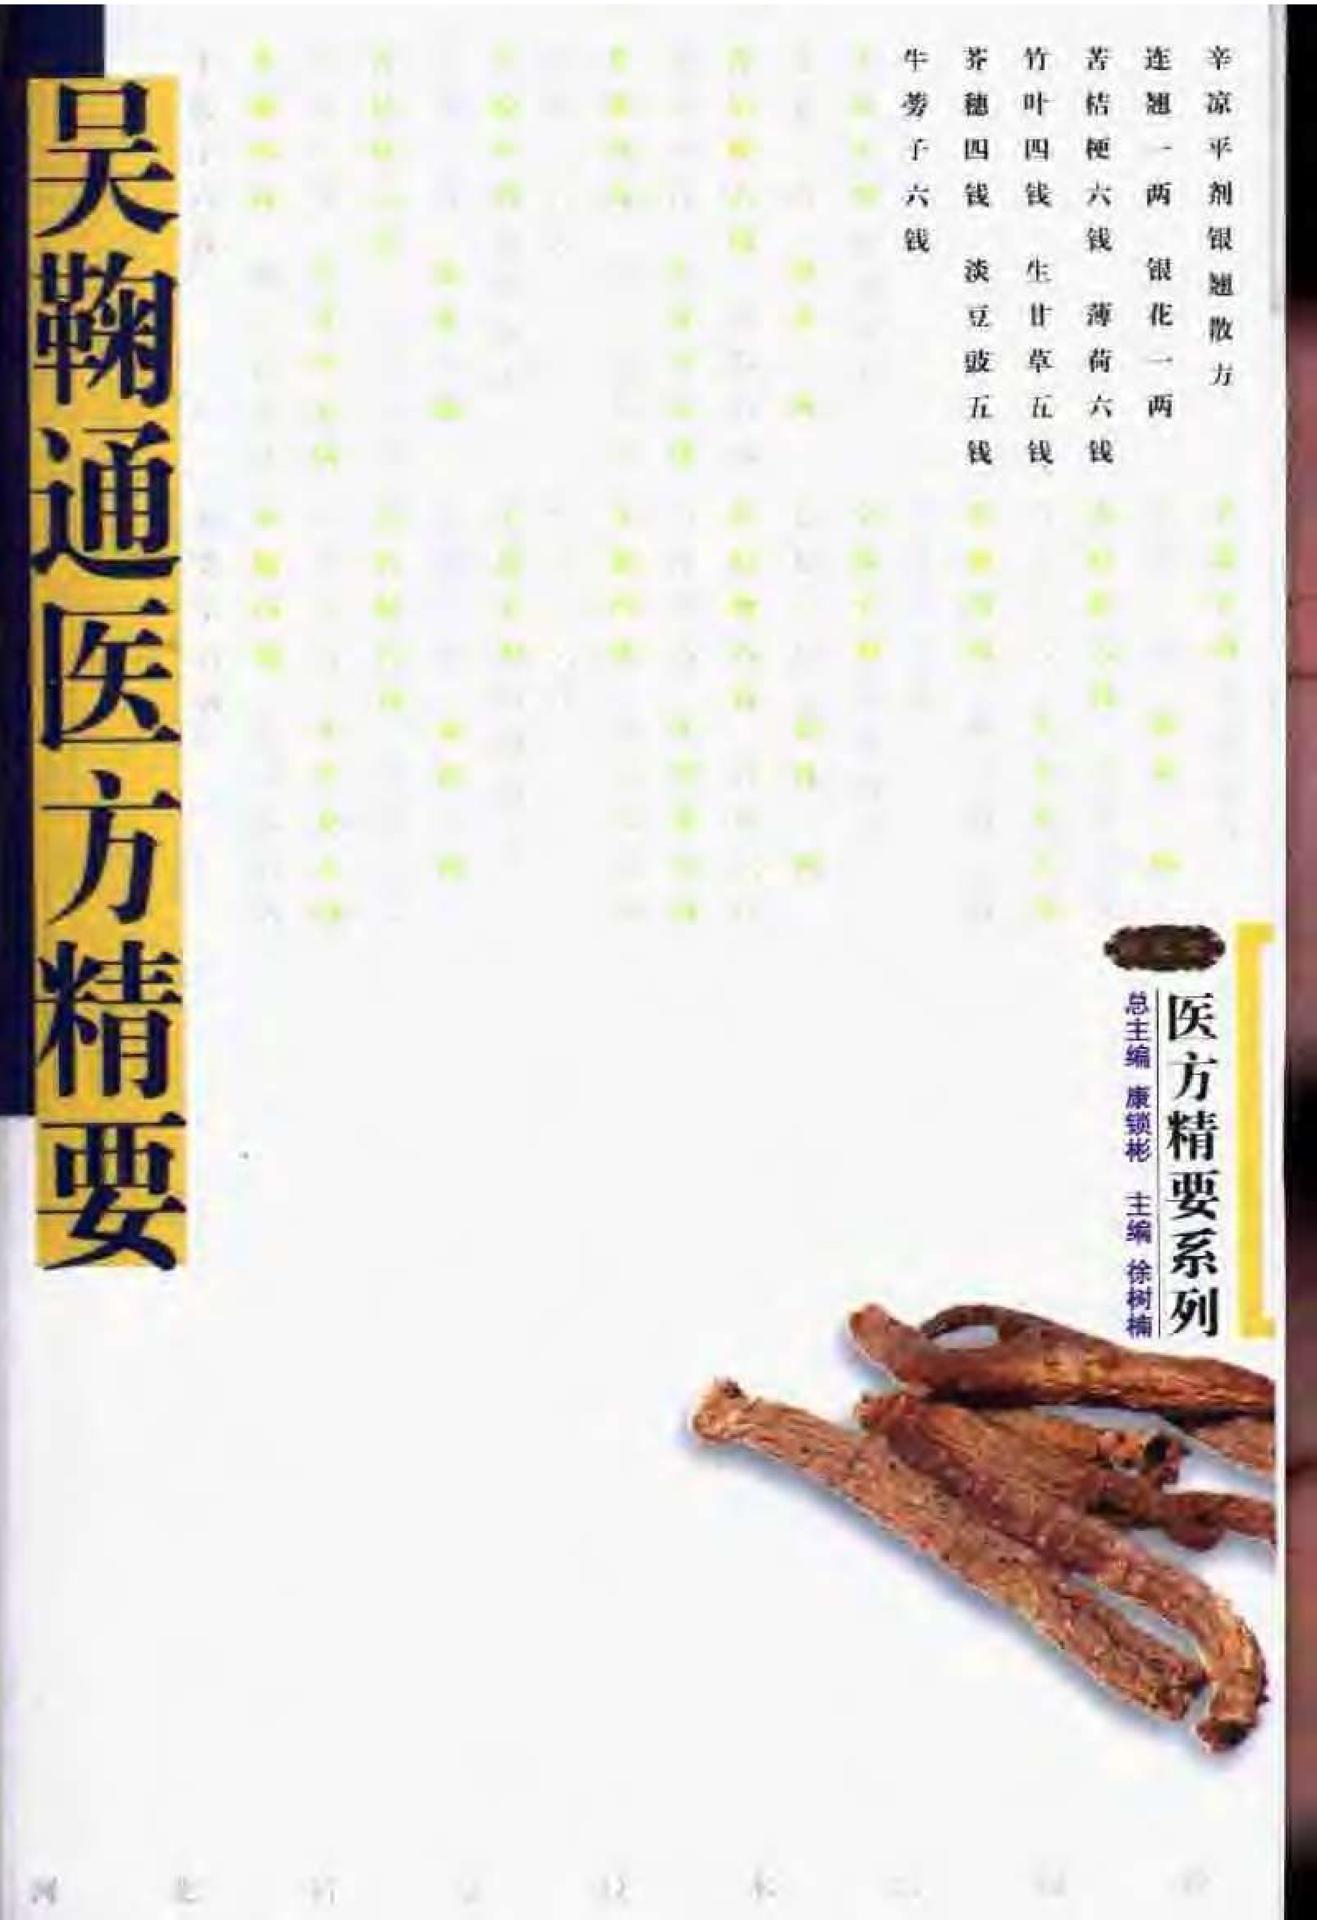 吴鞠通医方精要
辛凉平剂银翘散方
连翘一两 银花一两
苦桔梗六钱 薄荷六钱
竹叶四钱 生甘草五钱
芥穗四钱 淡豆豉五钱
牛蒡子六钱
医方精要系列
总主编 康锁彬 主编 徐树楠